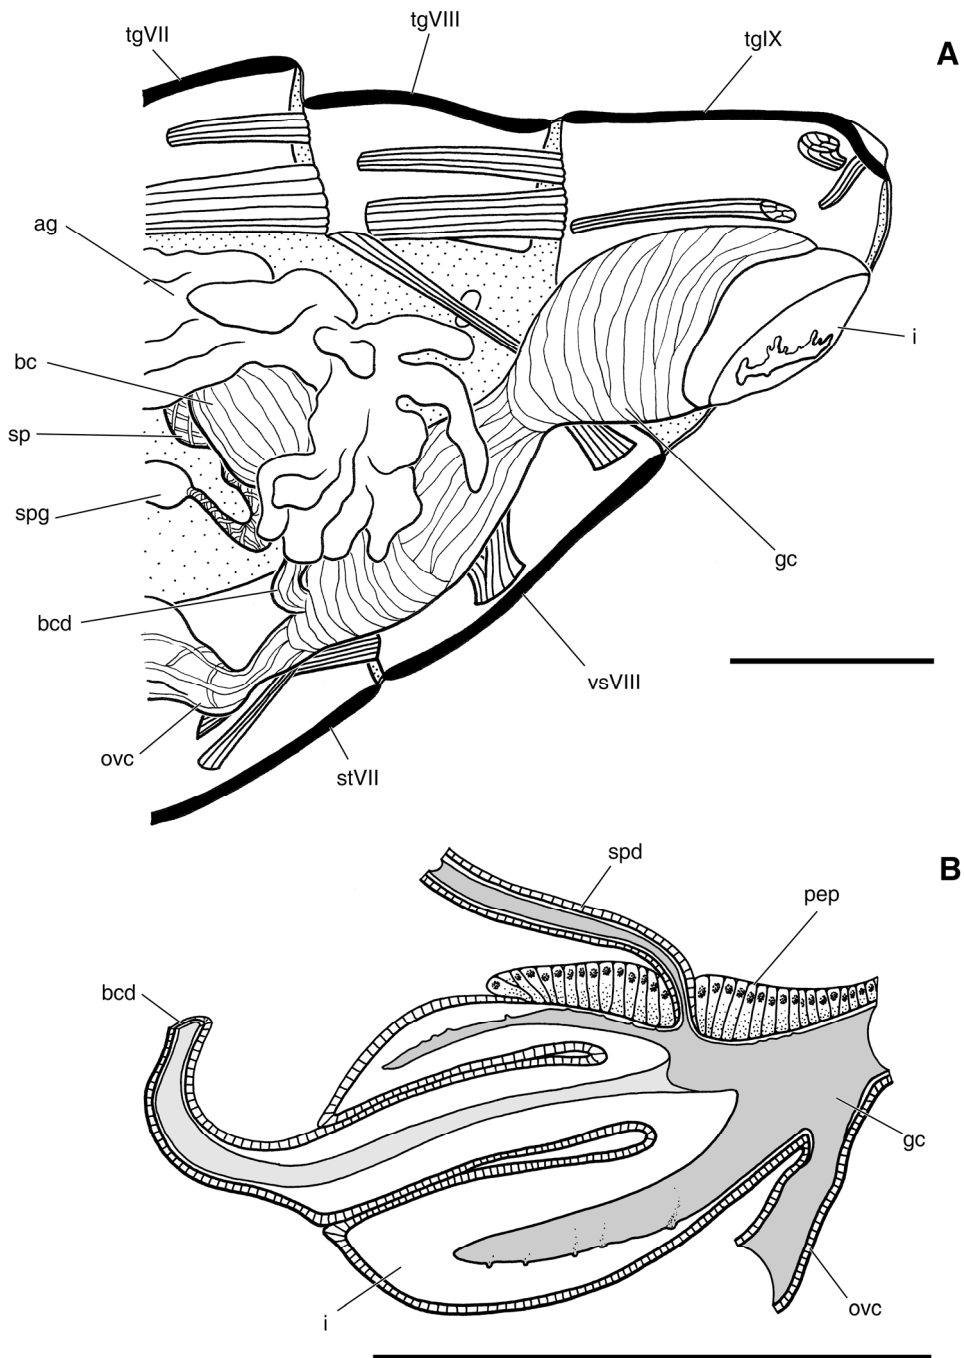 tgVII
tgVIII
tgIX
A
ag
i
bc
sp
spg
gc
bcd
vsVIII
ovc
stVII
spd
B
pep
bcd
gc
i
ovc